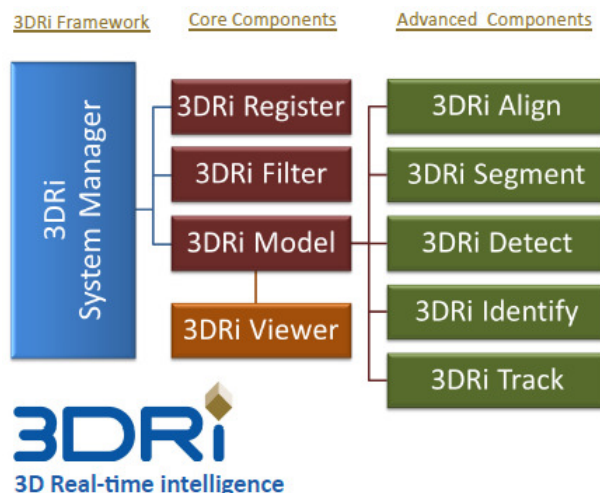 3DRi Framework
Core Components
Advanced Components
3DRi
System Manager
3DRi Register
3DRi Filter
3DRi Model
3DRi Viewer
3DRi Align
3DRi Segment
3DRi Detect
3DRi Identify
3DRi Track
3DRi
3D Real-time intelligence